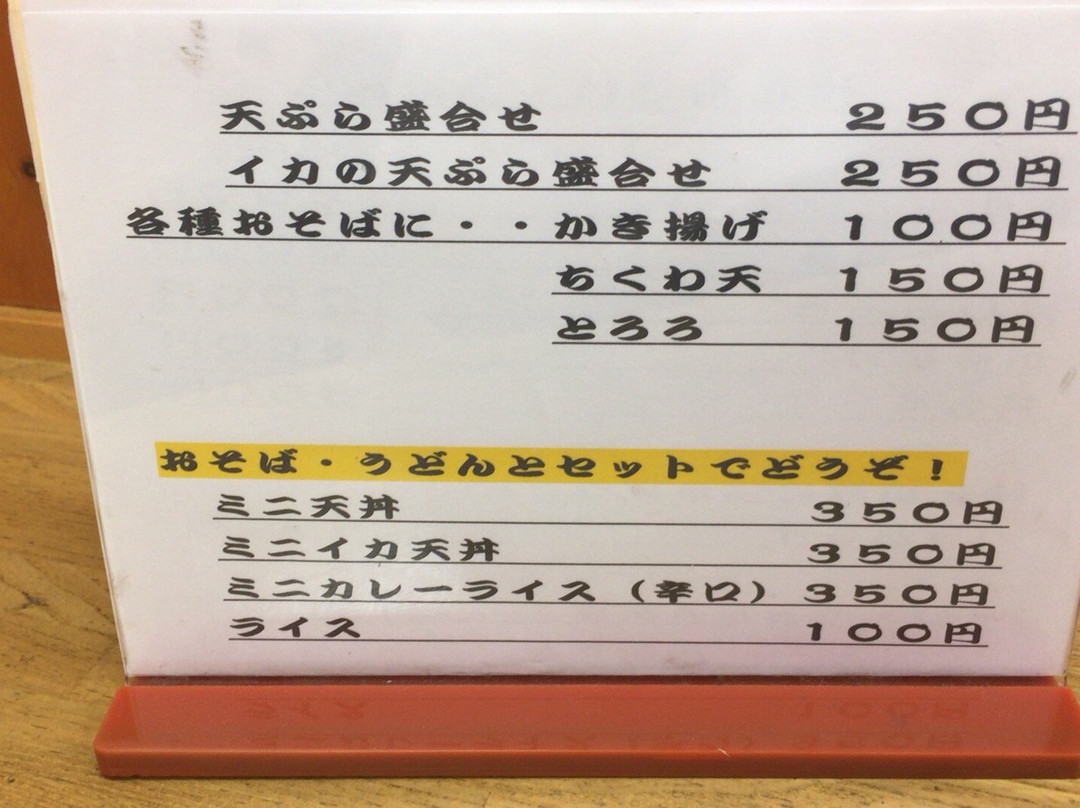 天ぷら盛合せ 250円
イカの天ぷら盛合せ 250円
各種おそばに・・かき揚げ 100円
ちくわ天 150円
とろろ 150円
おそば・うどんとセットでどうぞ!
ミニ天丼 350円
ミニイカ天丼 350円
ミニカレーライス(辛口) 350円
ライス 100円